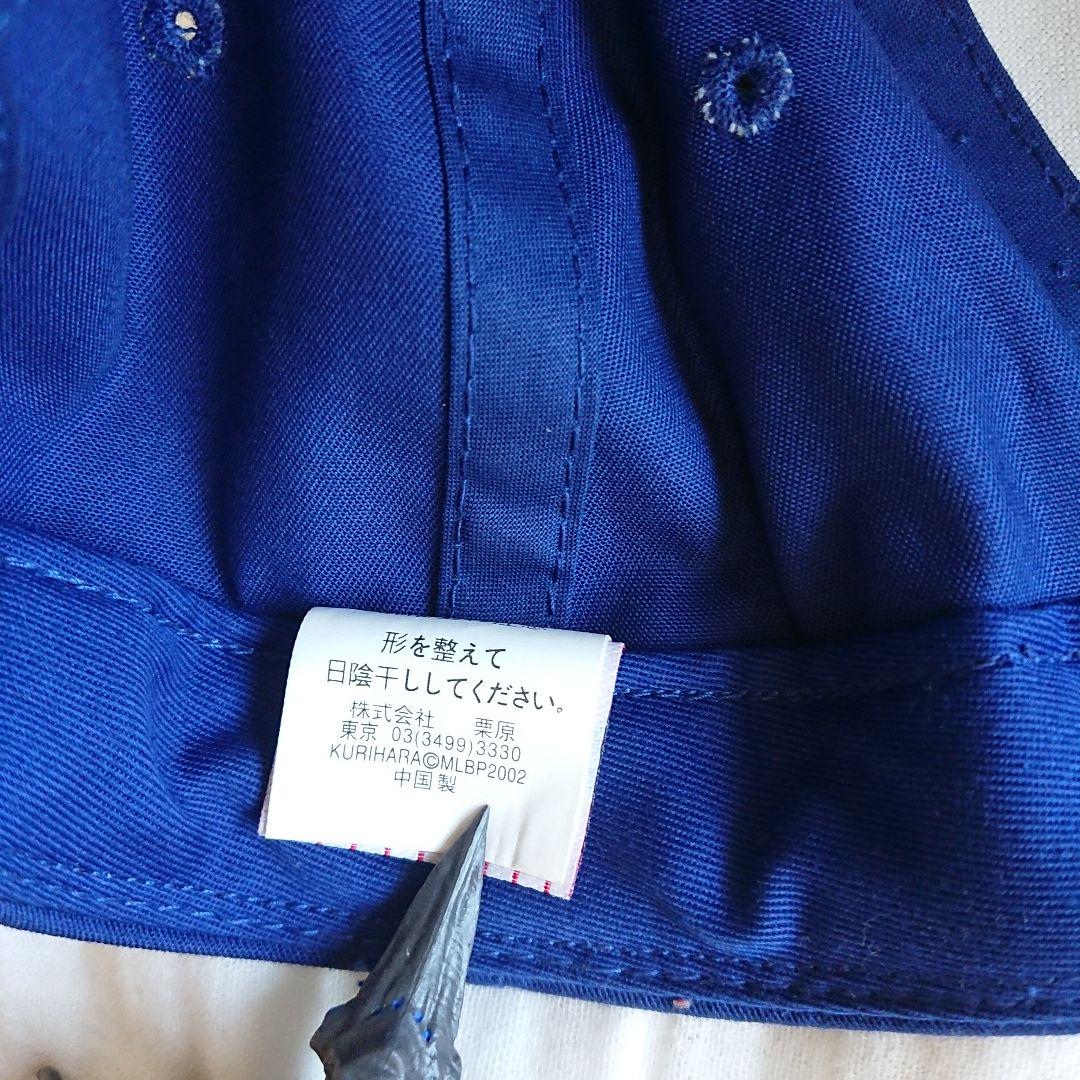 形を整えて
日陰干ししてください。
株式会社 栗原
東京 03(3499)3330
KURIHARA©MLBP2002
中国製